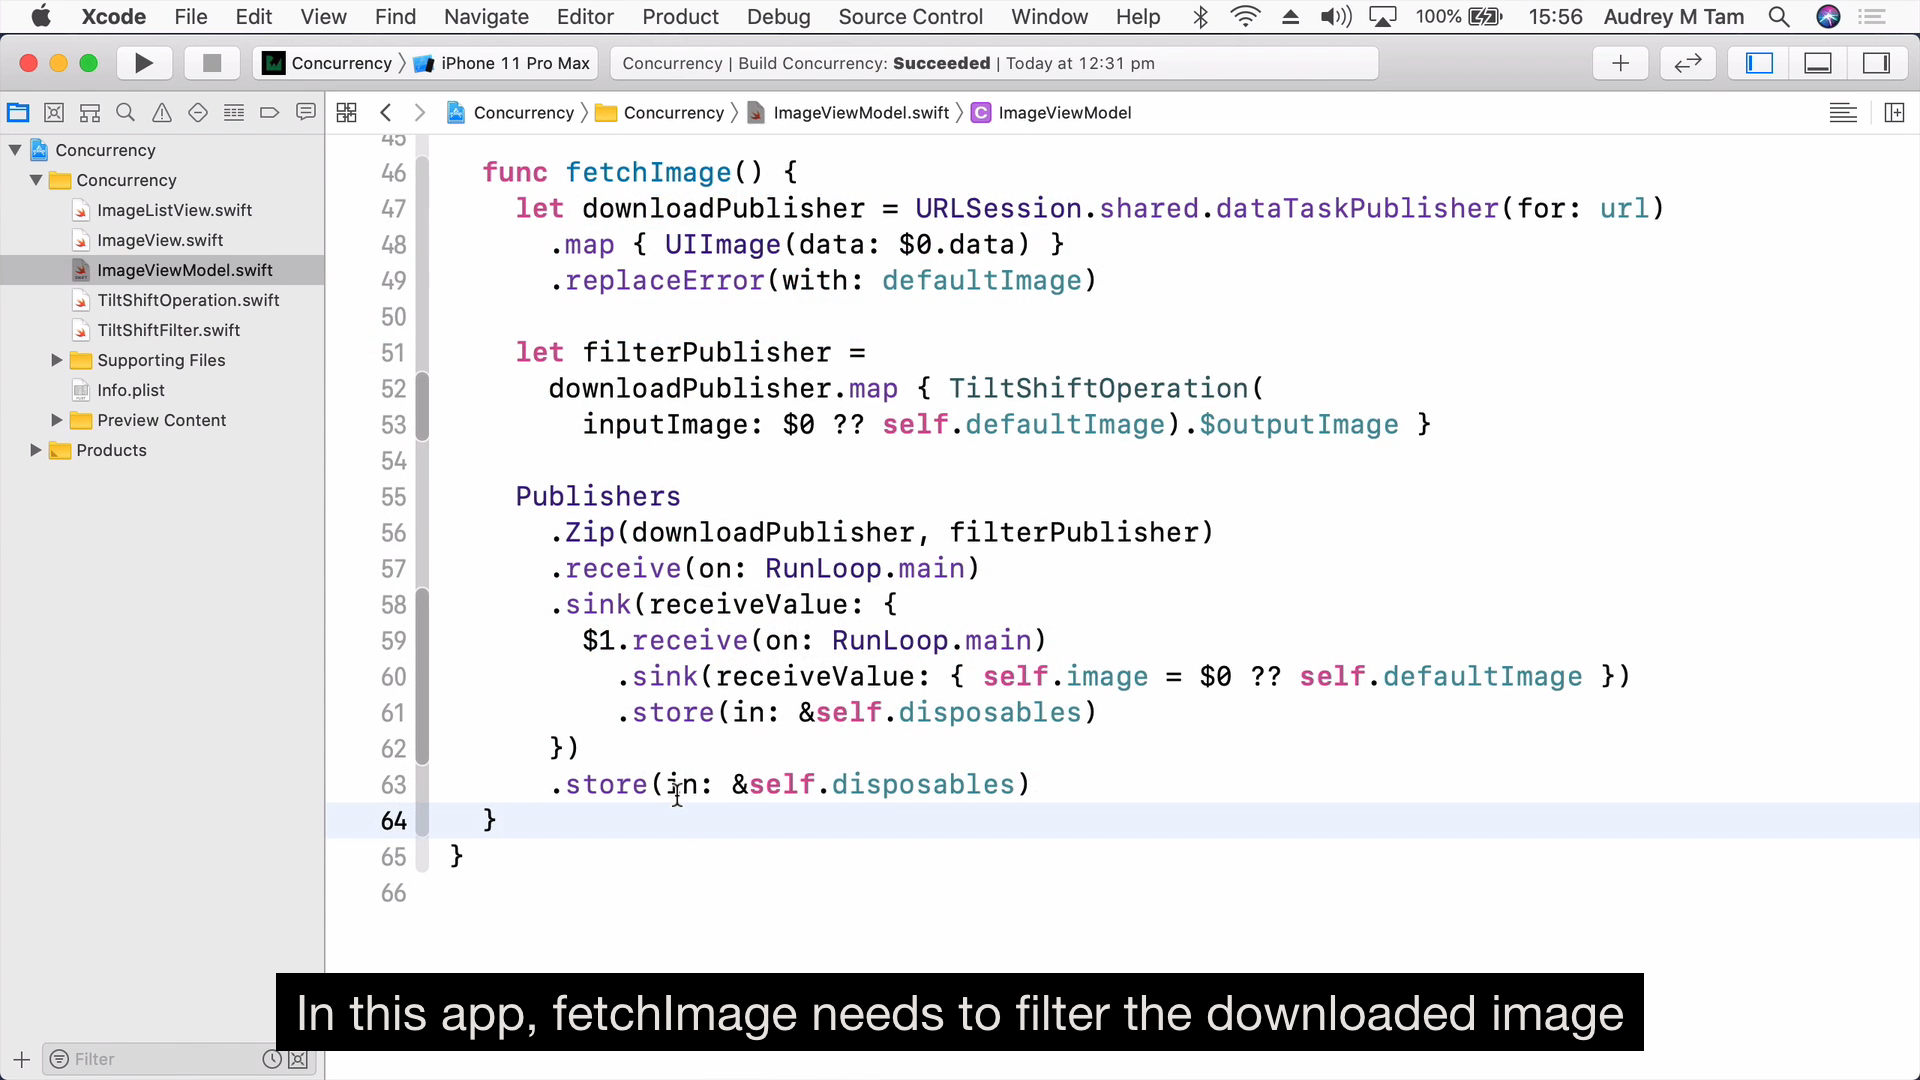 Xcode File Edit View Find Navigate Editor Product Debug Source Control Window Help 100% 15:56 Audrey M Tam
Concurrency iPhone 11 Pro Max Concurrency | Build Concurrency: Succeeded | Today at 12:31 pm
Concurrency Concurrency ImageViewModel.swift C ImageViewModel
Concurrency
Concurrency
ImageListView.swift
ImageView.swift
ImageViewModel.swift
TiltShiftOperation.swift
TiltShiftFilter.swift
Supporting Files
Info.plist
Preview Content
Products
Filter
45
46 func fetchImage() {
47 let downloadPublisher = URLSession.shared.dataTaskPublisher(for: url)
48 .map { UIImage(data: $0.data) }
49 .replaceError(with: defaultImage)
50
51 let filterPublisher =
52 downloadPublisher.map { TiltShiftOperation(
53 inputImage: $0 ?? self.defaultImage).$outputImage }
54
55 Publishers
56 .Zip(downloadPublisher, filterPublisher)
57 .receive(on: RunLoop.main)
58 .sink(receiveValue: {
59 $1.receive(on: RunLoop.main)
60 .sink(receiveValue: { self.image = $0 ?? self.defaultImage })
61 .store(in: &self.disposables)
62 })
63 .store(in: &self.disposables)
64 }
65 }
66
In this app, fetchImage needs to filter the downloaded image